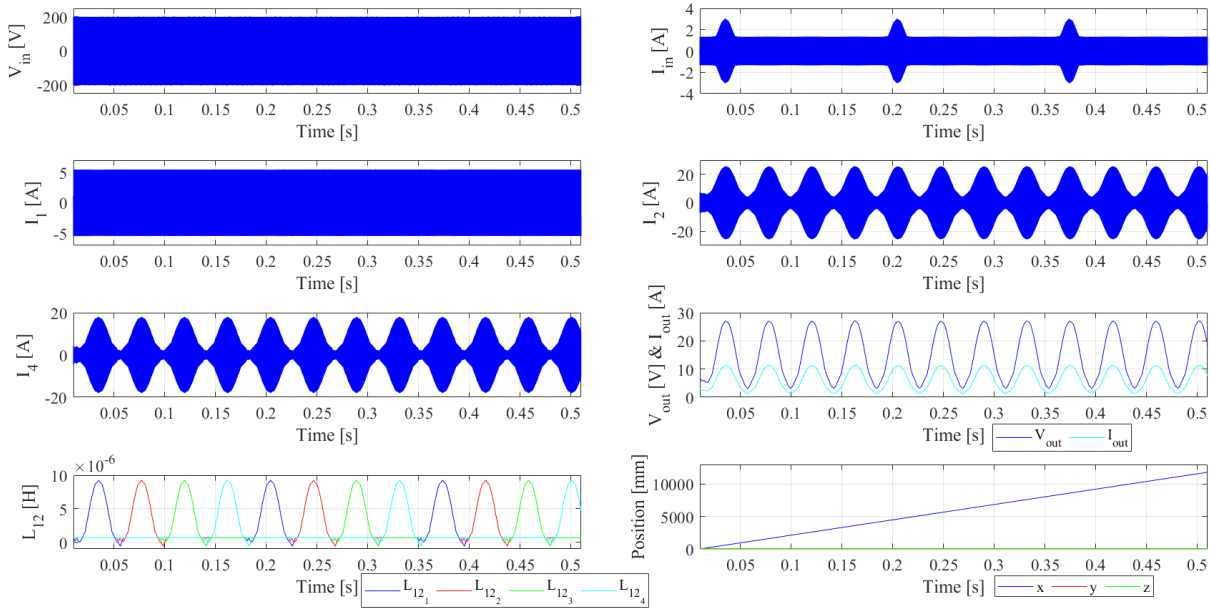 V_in [V]
200
0
-200
0.05 0.1 0.15 0.2 0.25 0.3 0.35 0.4 0.45 0.5
Time [s]
I_in [A]
4
2
0
-2
-4
0.05 0.1 0.15 0.2 0.25 0.3 0.35 0.4 0.45 0.5
Time [s]
I_1 [A]
5
0
-5
0.05 0.1 0.15 0.2 0.25 0.3 0.35 0.4 0.45 0.5
Time [s]
I_2 [A]
20
0
-20
0.05 0.1 0.15 0.2 0.25 0.3 0.35 0.4 0.45 0.5
Time [s]
I_4 [A]
20
0
-20
0.05 0.1 0.15 0.2 0.25 0.3 0.35 0.4 0.45 0.5
Time [s]
V_out [V] & I_out [A]
30
20
10
0
0.05 0.1 0.15 0.2 0.25 0.3 0.35 0.4 0.45 0.5
Time [s]
V_out I_out
L_12 [H]
×10^-6
10
5
0
0.05 0.1 0.15 0.2 0.25 0.3 0.35 0.4 0.45 0.5
Time [s]
L_12_1 L_12_2 L_12_3 L_12_4
Position [mm]
10000
5000
0
0.05 0.1 0.15 0.2 0.25 0.3 0.35 0.4 0.45 0.5
Time [s]
x y z